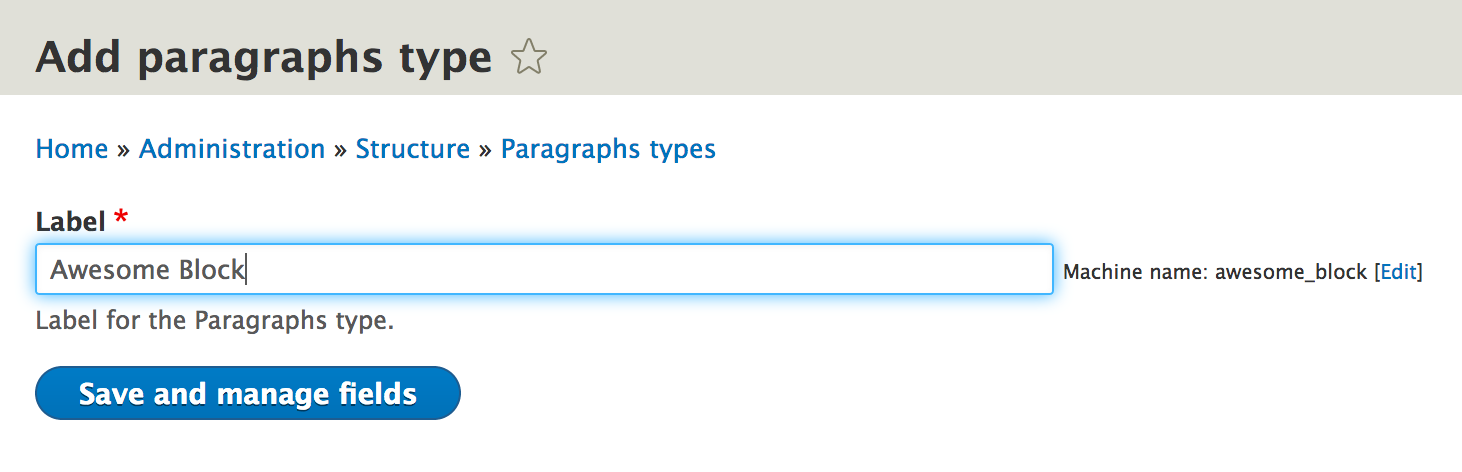 Add paragraphs type
Home » Administration » Structure » Paragraphs types
Label *
Awesome Block Machine name: awesome_block [Edit]
Label for the Paragraphs type.
Save and manage fields